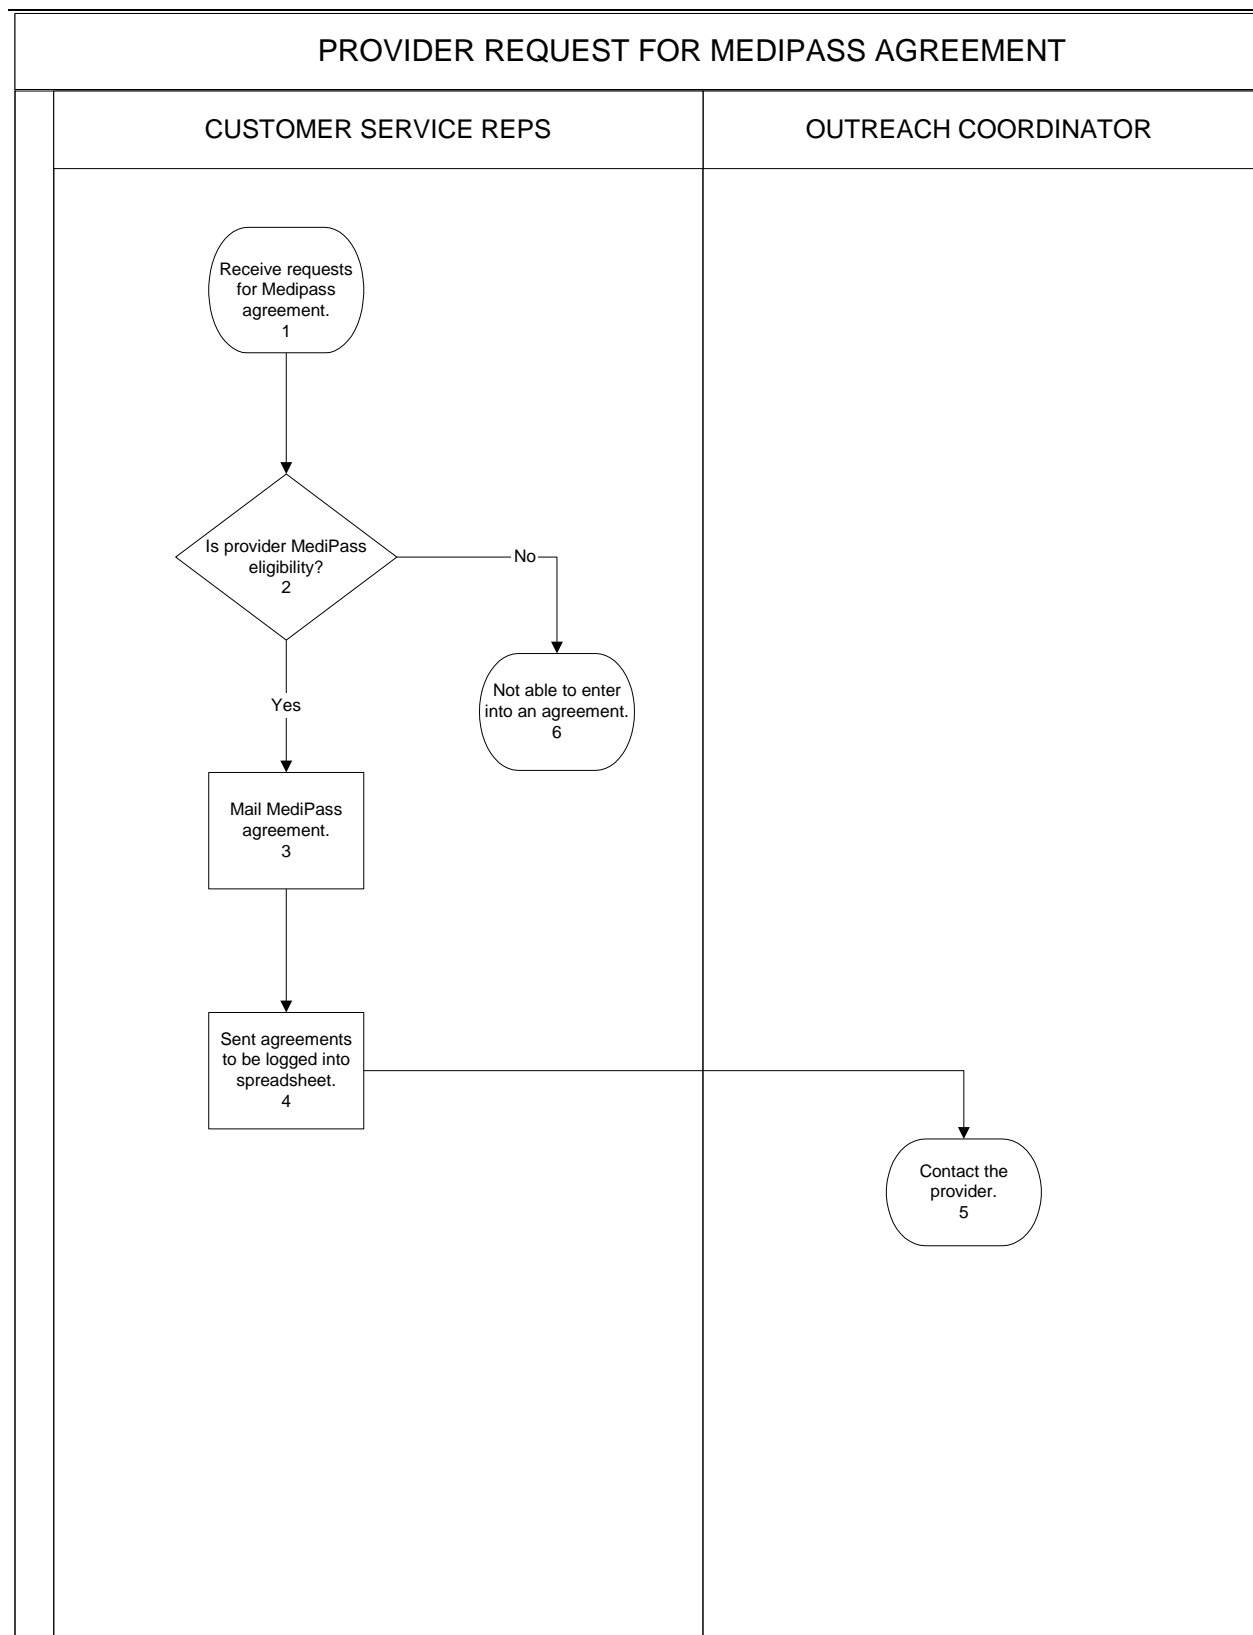 PROVIDER REQUEST FOR MEDIPASS AGREEMENT
CUSTOMER SERVICE REPS
OUTREACH COORDINATOR
Receive requests
for Medipass
agreement.
1
Is provider MediPass
eligibility?
2
No
Not able to enter
into an agreement.
6
Yes
Mail MediPass
agreement.
3
Sent agreements
to be logged into
spreadsheet.
4
Contact the
provider.
5